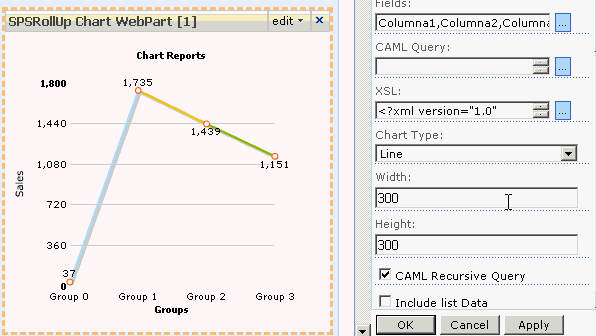 SPSRollUp Chart WebPart [1]
edit
Chart Reports
1,800
1,440
1,080
720
360
0
Sales
1,735
1,439
1,151
37
Group 0 Group 1 Group 2 Group 3
Groups
Fields:
Columna1,Columna2,Columna
...
CAML Query:
...
XSL:
<?xml version="1.0"
...
Chart Type:
Line
Width:
300
Height:
300
CAML Recursive Query
Include list Data
OK Cancel Apply